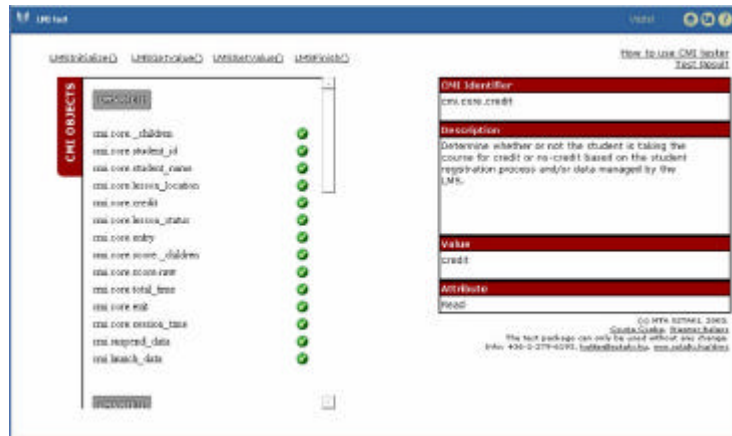 LMS test
LMSInitialize() LMSGetValue() LMSSetValue() LMSFinish()
How to use CMI tester
Test Result
CMI OBJECTS
cmi.core._children
cmi.core.student_id
cmi.core.student_name
cmi.core.lesson_location
cmi.core.credit
cmi.core.lesson_status
cmi.core.entry
cmi.core.score._children
cmi.core.score.raw
cmi.core.total_time
cmi.core.exit
cmi.core.session_time
cmi.suspend_data
cmi.launch_data
CMI Identifier
cmi.core.credit
Description
Determine whether or not the student is taking the
course for credit or no-credit based on the student
registration process and/or data managed by the
LMS.
Value
credit
Attribute
Read
(c) MTA SZTAKI, 2003.
The test package can only be used without any change.